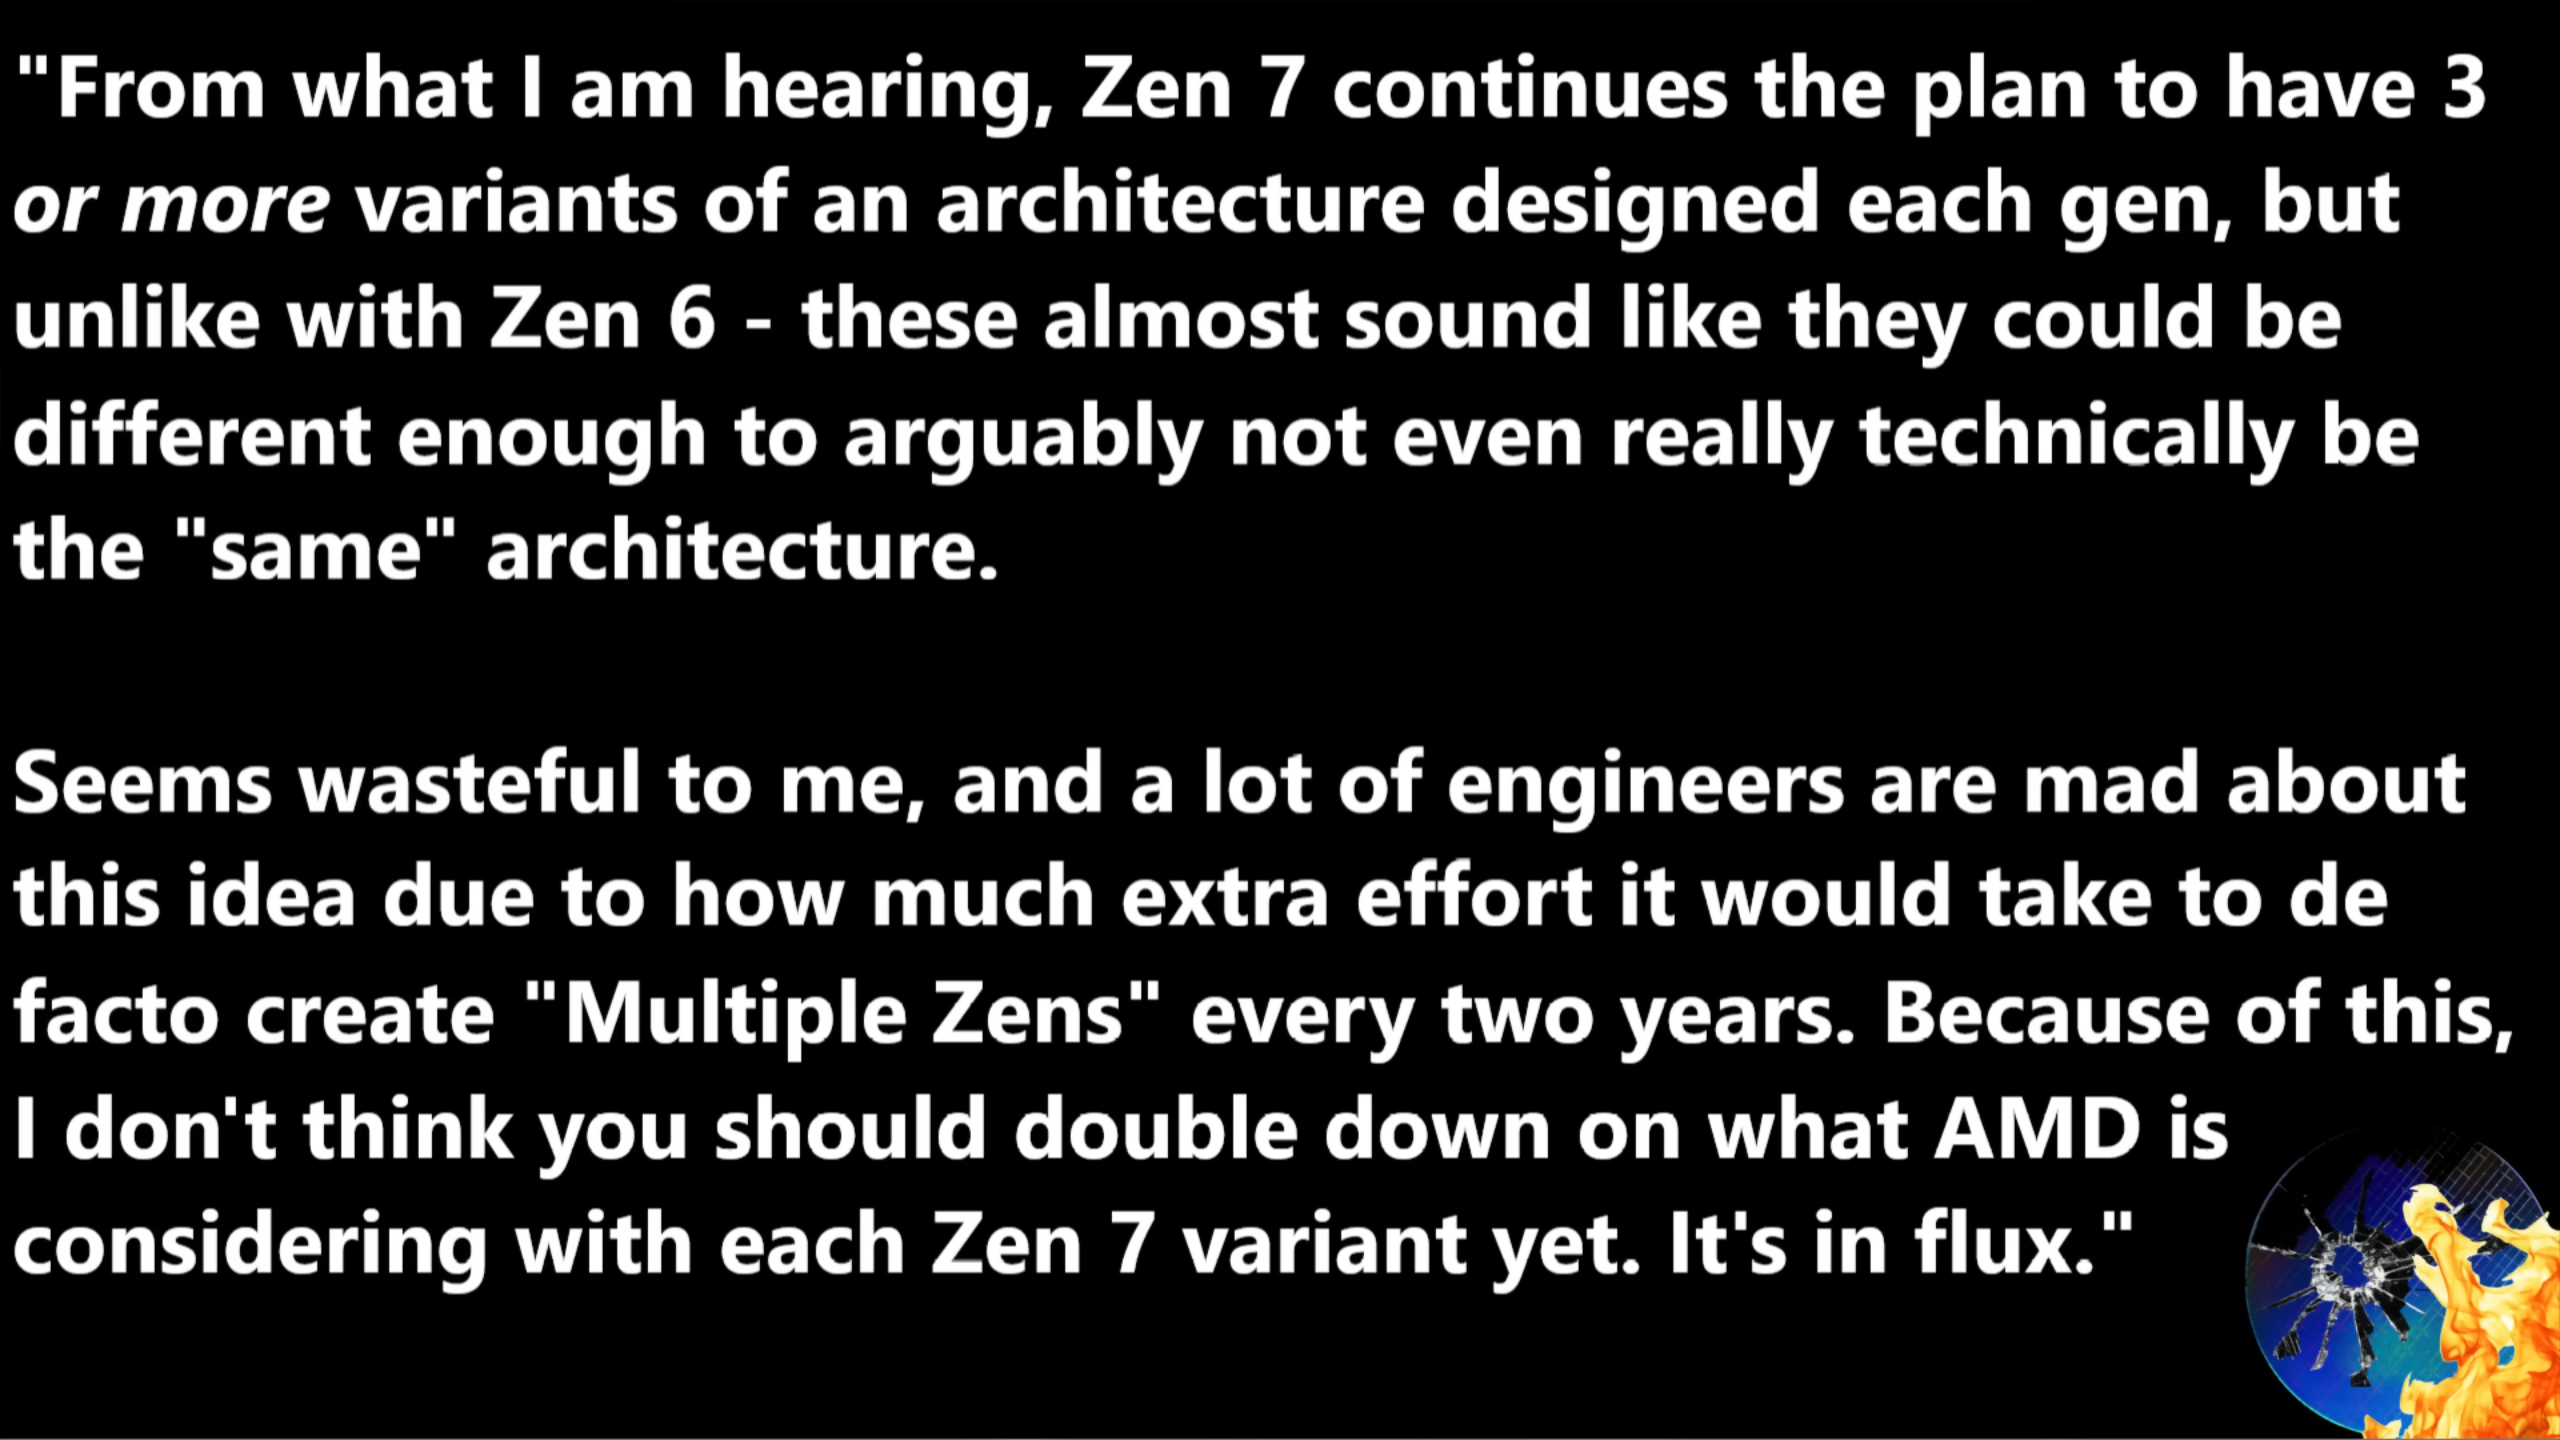 "From what I am hearing, Zen 7 continues the plan to have 3
or more variants of an architecture designed each gen, but
unlike with Zen 6 - these almost sound like they could be
different enough to arguably not even really technically be
the "same" architecture.
Seems wasteful to me, and a lot of engineers are mad about
this idea due to how much extra effort it would take to de
facto create "Multiple Zens" every two years. Because of this,
I don't think you should double down on what AMD is
considering with each Zen 7 variant yet. It's in flux."